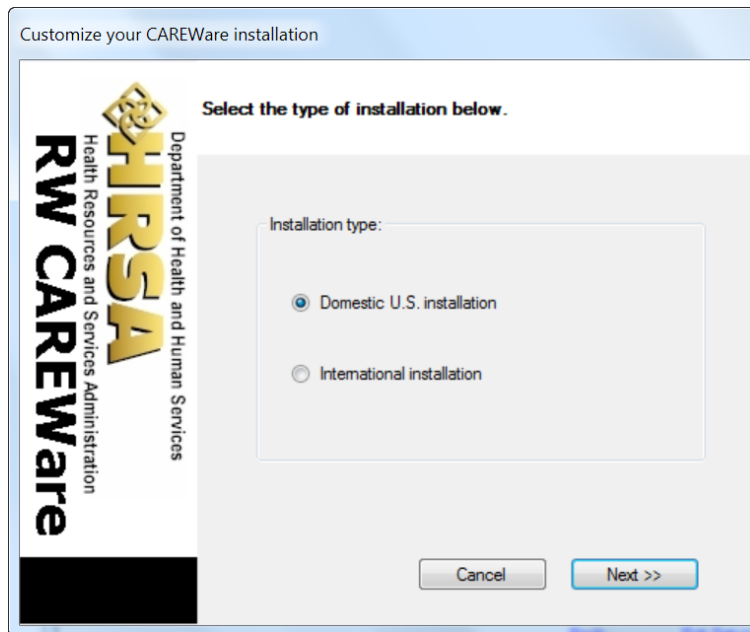 Customize your CAREWare installation
Select the type of installation below.
Department of Health and Human Services
HRSA
Health Resources and Services Administration
RW CAREWare
Installation type:
Domestic U.S. installation
International installation
Cancel
Next >>